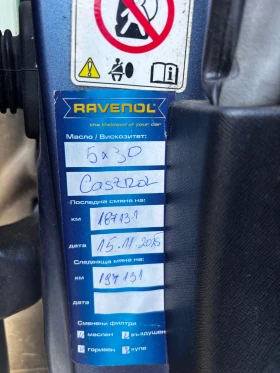 RAVENOL
the lifeblood of your car
Масло / Вискозитет:
5x30
Castrol
Последна смяна на:
км 187131
дата 15.11.2015
Следваща смяна на:
км 197131
дата
Сменени филтри
маслен въздушен
горивен купе